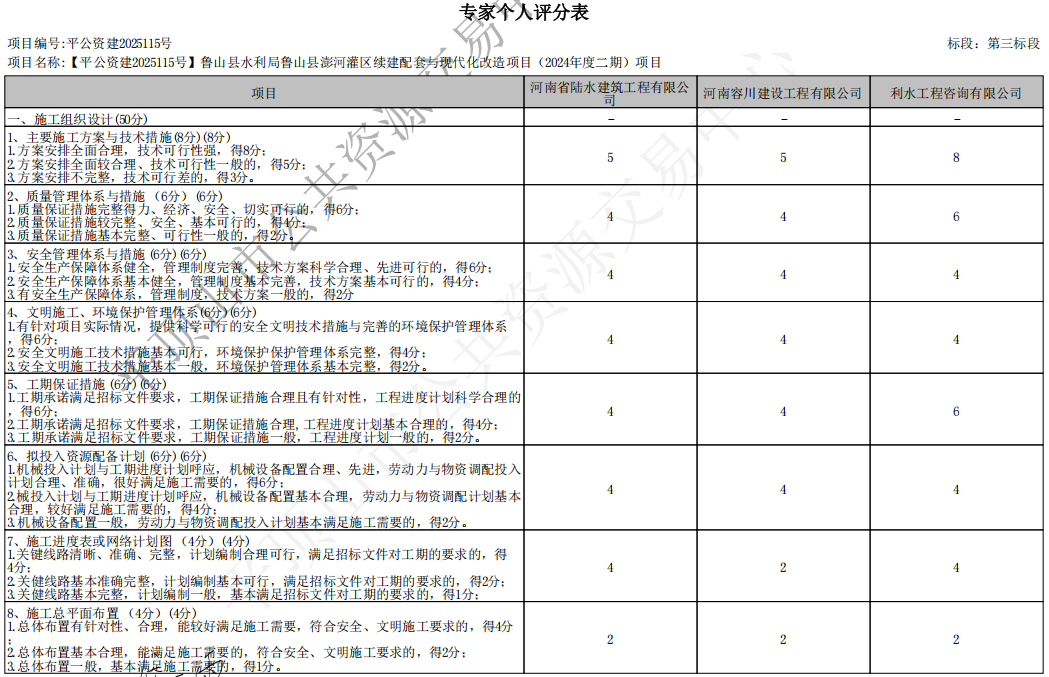 专家个人评分表
项目编号:平公资建2025115号
标段: 第三标段
项目名称:【平公资建2025115号】鲁山县水利局鲁山县澎河灌区续建配套与现代化改造项目（2024年度二期）项目
项目
河南省陆水建筑工程有限公
司
河南容川建设工程有限公司
利水工程咨询有限公司
一、施工组织设计(50分)
-
-
-
1、主要施工方案与技术措施(8分)(8分)
1.方案安排全面合理，技术可行性强，得8分；
2.方案安排全面较合理、技术可行性一般的，得5分；
3.方案安排不完整，技术可行差的，得3分。
5
5
8
2、质量管理体系与措施（6分）(6分)
1.质量保证措施完整得力、经济、安全、切实可行的，得6分；
2.质量保证措施较完整、安全、基本可行的，得4分；
3.质量保证措施基本完整、可行性一般的，得2分。
4
4
6
3、安全管理体系与措施(6分)(6分)
1.安全生产保障体系健全，管理制度完善，技术方案科学合理、先进可行的，得6分；
2.安全生产保障体系基本健全，管理制度基本完善，技术方案基本可行的，得4分；
3.有安全生产保障体系，管理制度，技术方案一般的，得2分
4
4
4
4、文明施工、环境保护管理体系(6分)(6分)
1.有针对项目实际情况，提供科学可行的安全文明技术措施与完善的环境保护管理体系
，得6分；
2.安全文明施工技术措施基本可行，环境保护保护管理体系完整，得4分；
3.安全文明施工技术措施基本一般，环境保护管理体系基本完整，得2分。
4
4
4
5、工期保证措施(6分)(6分)
1.工期承诺满足招标文件要求，工期保证措施合理且有针对性，工程进度计划科学合理的
，得6分；
2.工期承诺满足招标文件要求，工期保证措施合理,工程进度计划基本合理的，得4分；
3.工期承诺满足招标文件要求，工期保证措施一般，工程进度计划一般的，得2分。
4
4
6
6、拟投入资源配备计划(6分)(6分)
1.机械投入计划与工期进度计划呼应，机械设备配置合理、先进，劳动力与物资调配投入
计划合理、准确，很好满足施工需要的，得6分；
2.械投入计划与工期进度计划呼应，机械设备配置基本合理，劳动力与物资调配计划基本
合理，较好满足施工需要的，得4分；
3.机械设备配置一般，劳动力与物资调配投入计划基本满足施工需要的，得2分。
4
4
4
7、施工进度表或网络计划图（4分）(4分)
1.关键线路清晰、准确、完整，计划编制合理可行，满足招标文件对工期的要求的，得
4分；
2.关健线路基本准确完整，计划编制基本可行，满足招标文件对工期的要求的，得2分；
3.关健线路基本完整，计划编制一般，基本满足招标文件对工期的要求的，得1分；
4
2
4
8、施工总平面布置（4分）(4分)
1.总体布置有针对性、合理，能较好满足施工需要，符合安全、文明施工要求的，得4分
；
2.总体布置基本合理，能满足施工需要的，符合安全、文明施工要求的，得2分；
3.总体布置一般，基本满足施工需要的，得1分。
2
2
2
平顶山市公共资源交易中
平顶山市公共资源交易中心